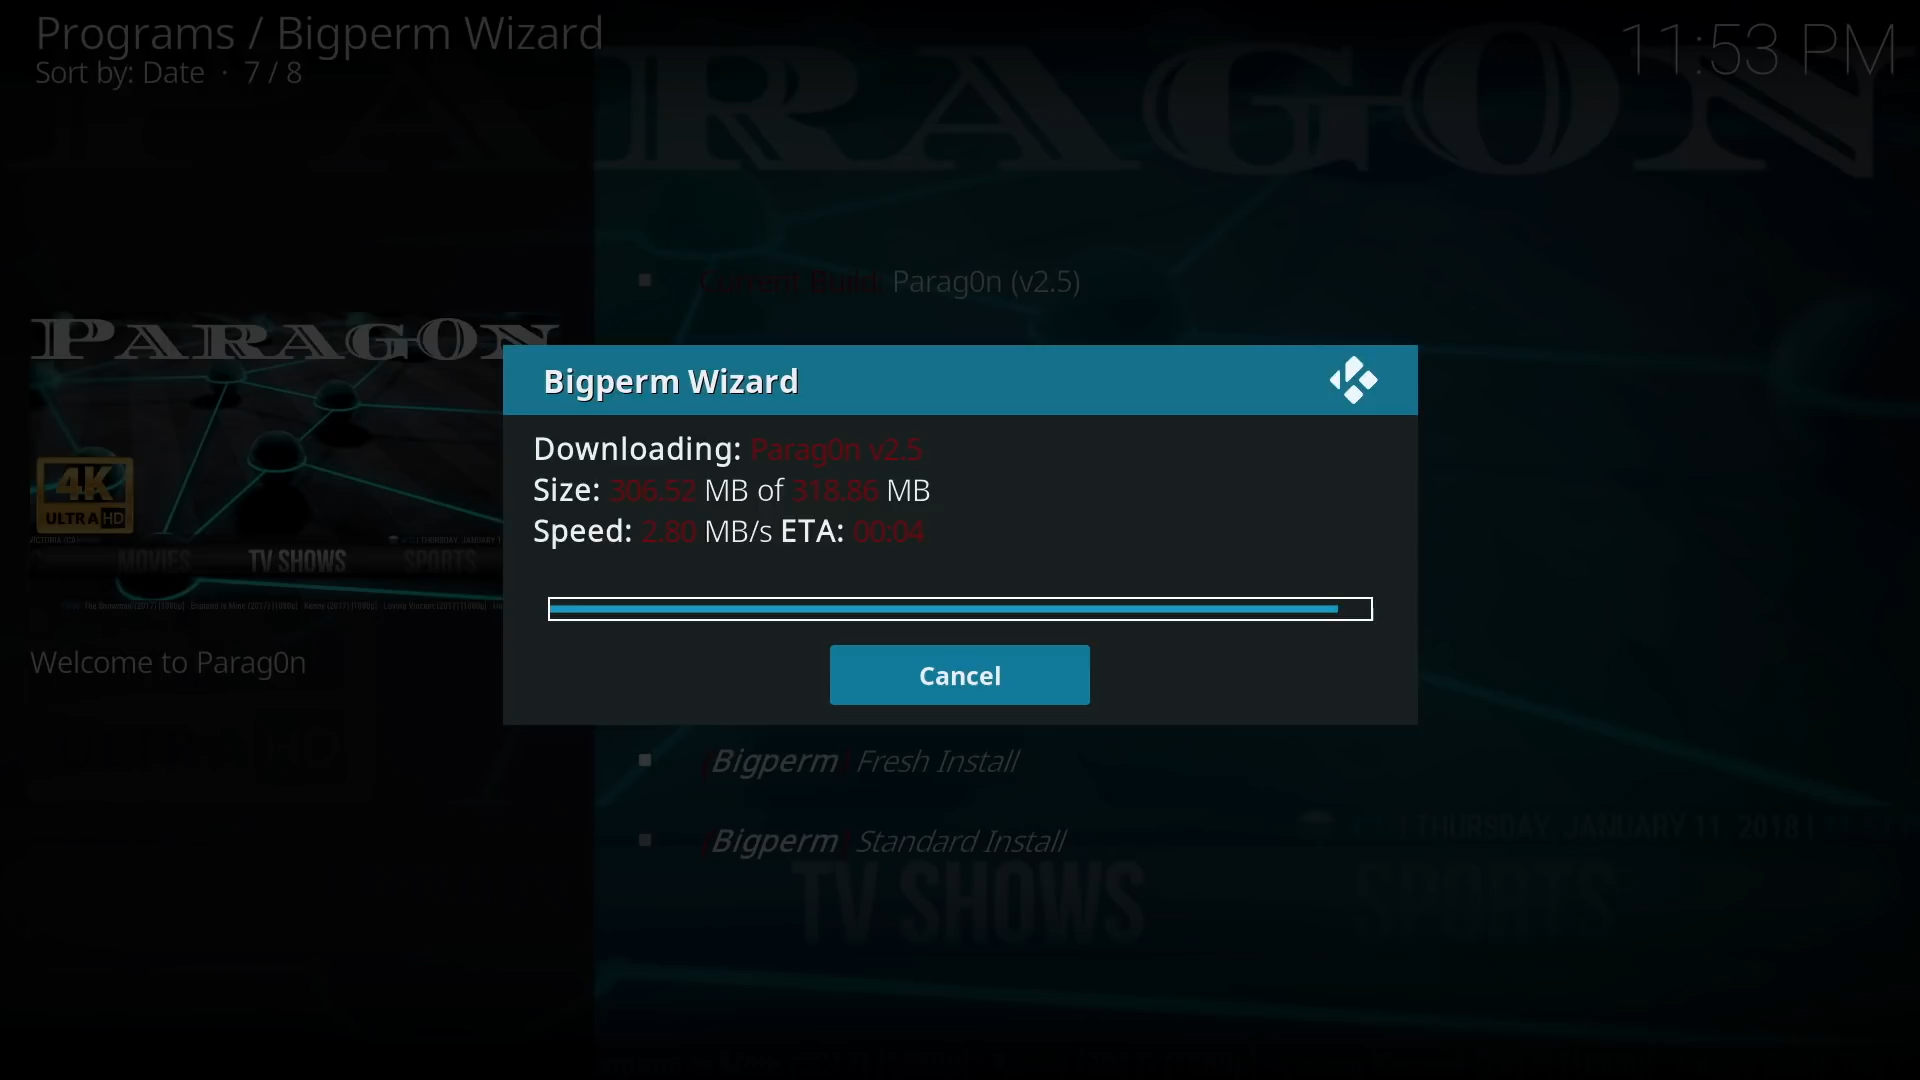 Programs / Bigperm Wizard
Sort by: Date · 7 / 8
11:53 PM
PARAGON
Current Build: Parag0n (v2.5)
PARAGON
Bigperm Wizard
Downloading: Parag0n v2.5
Size: 306.52 MB of 318.86 MB
Speed: 2.80 MB/s ETA: 00:04
Cancel
4K
ULTRA HD
MOVIES TV SHOWS SPORTS
Welcome to Parag0n
[Bigperm] Fresh Install
[Bigperm] Standard Install
THURSDAY, JANUARY 11, 2018 |
TV SHOWS SPORTS